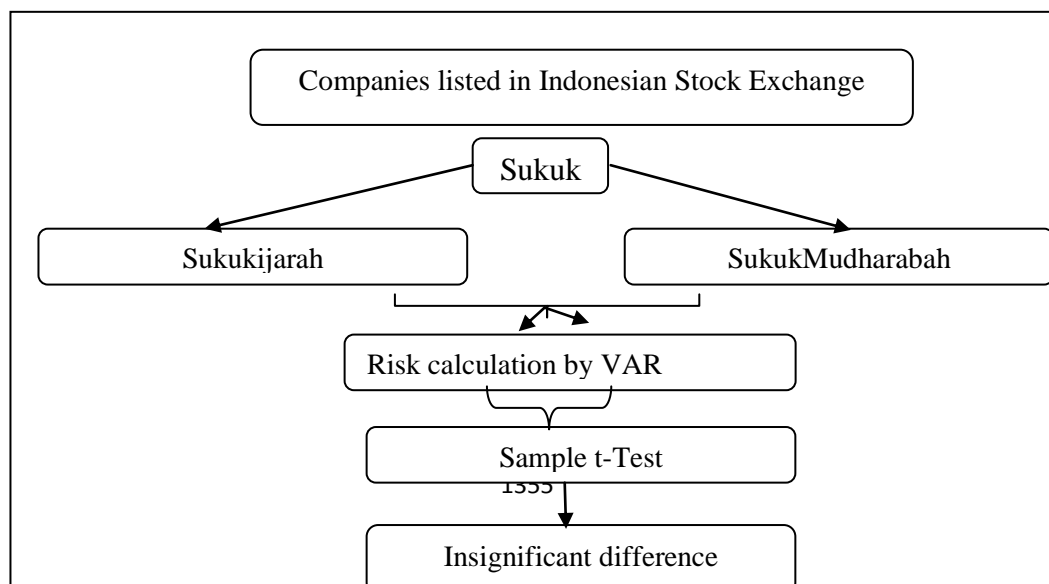 Companies listed in Indonesian Stock Exchange
Sukuk
Sukukijarah
SukukMudharabah
Risk calculation by VAR
Sample t-Test
1355
Insignificant difference